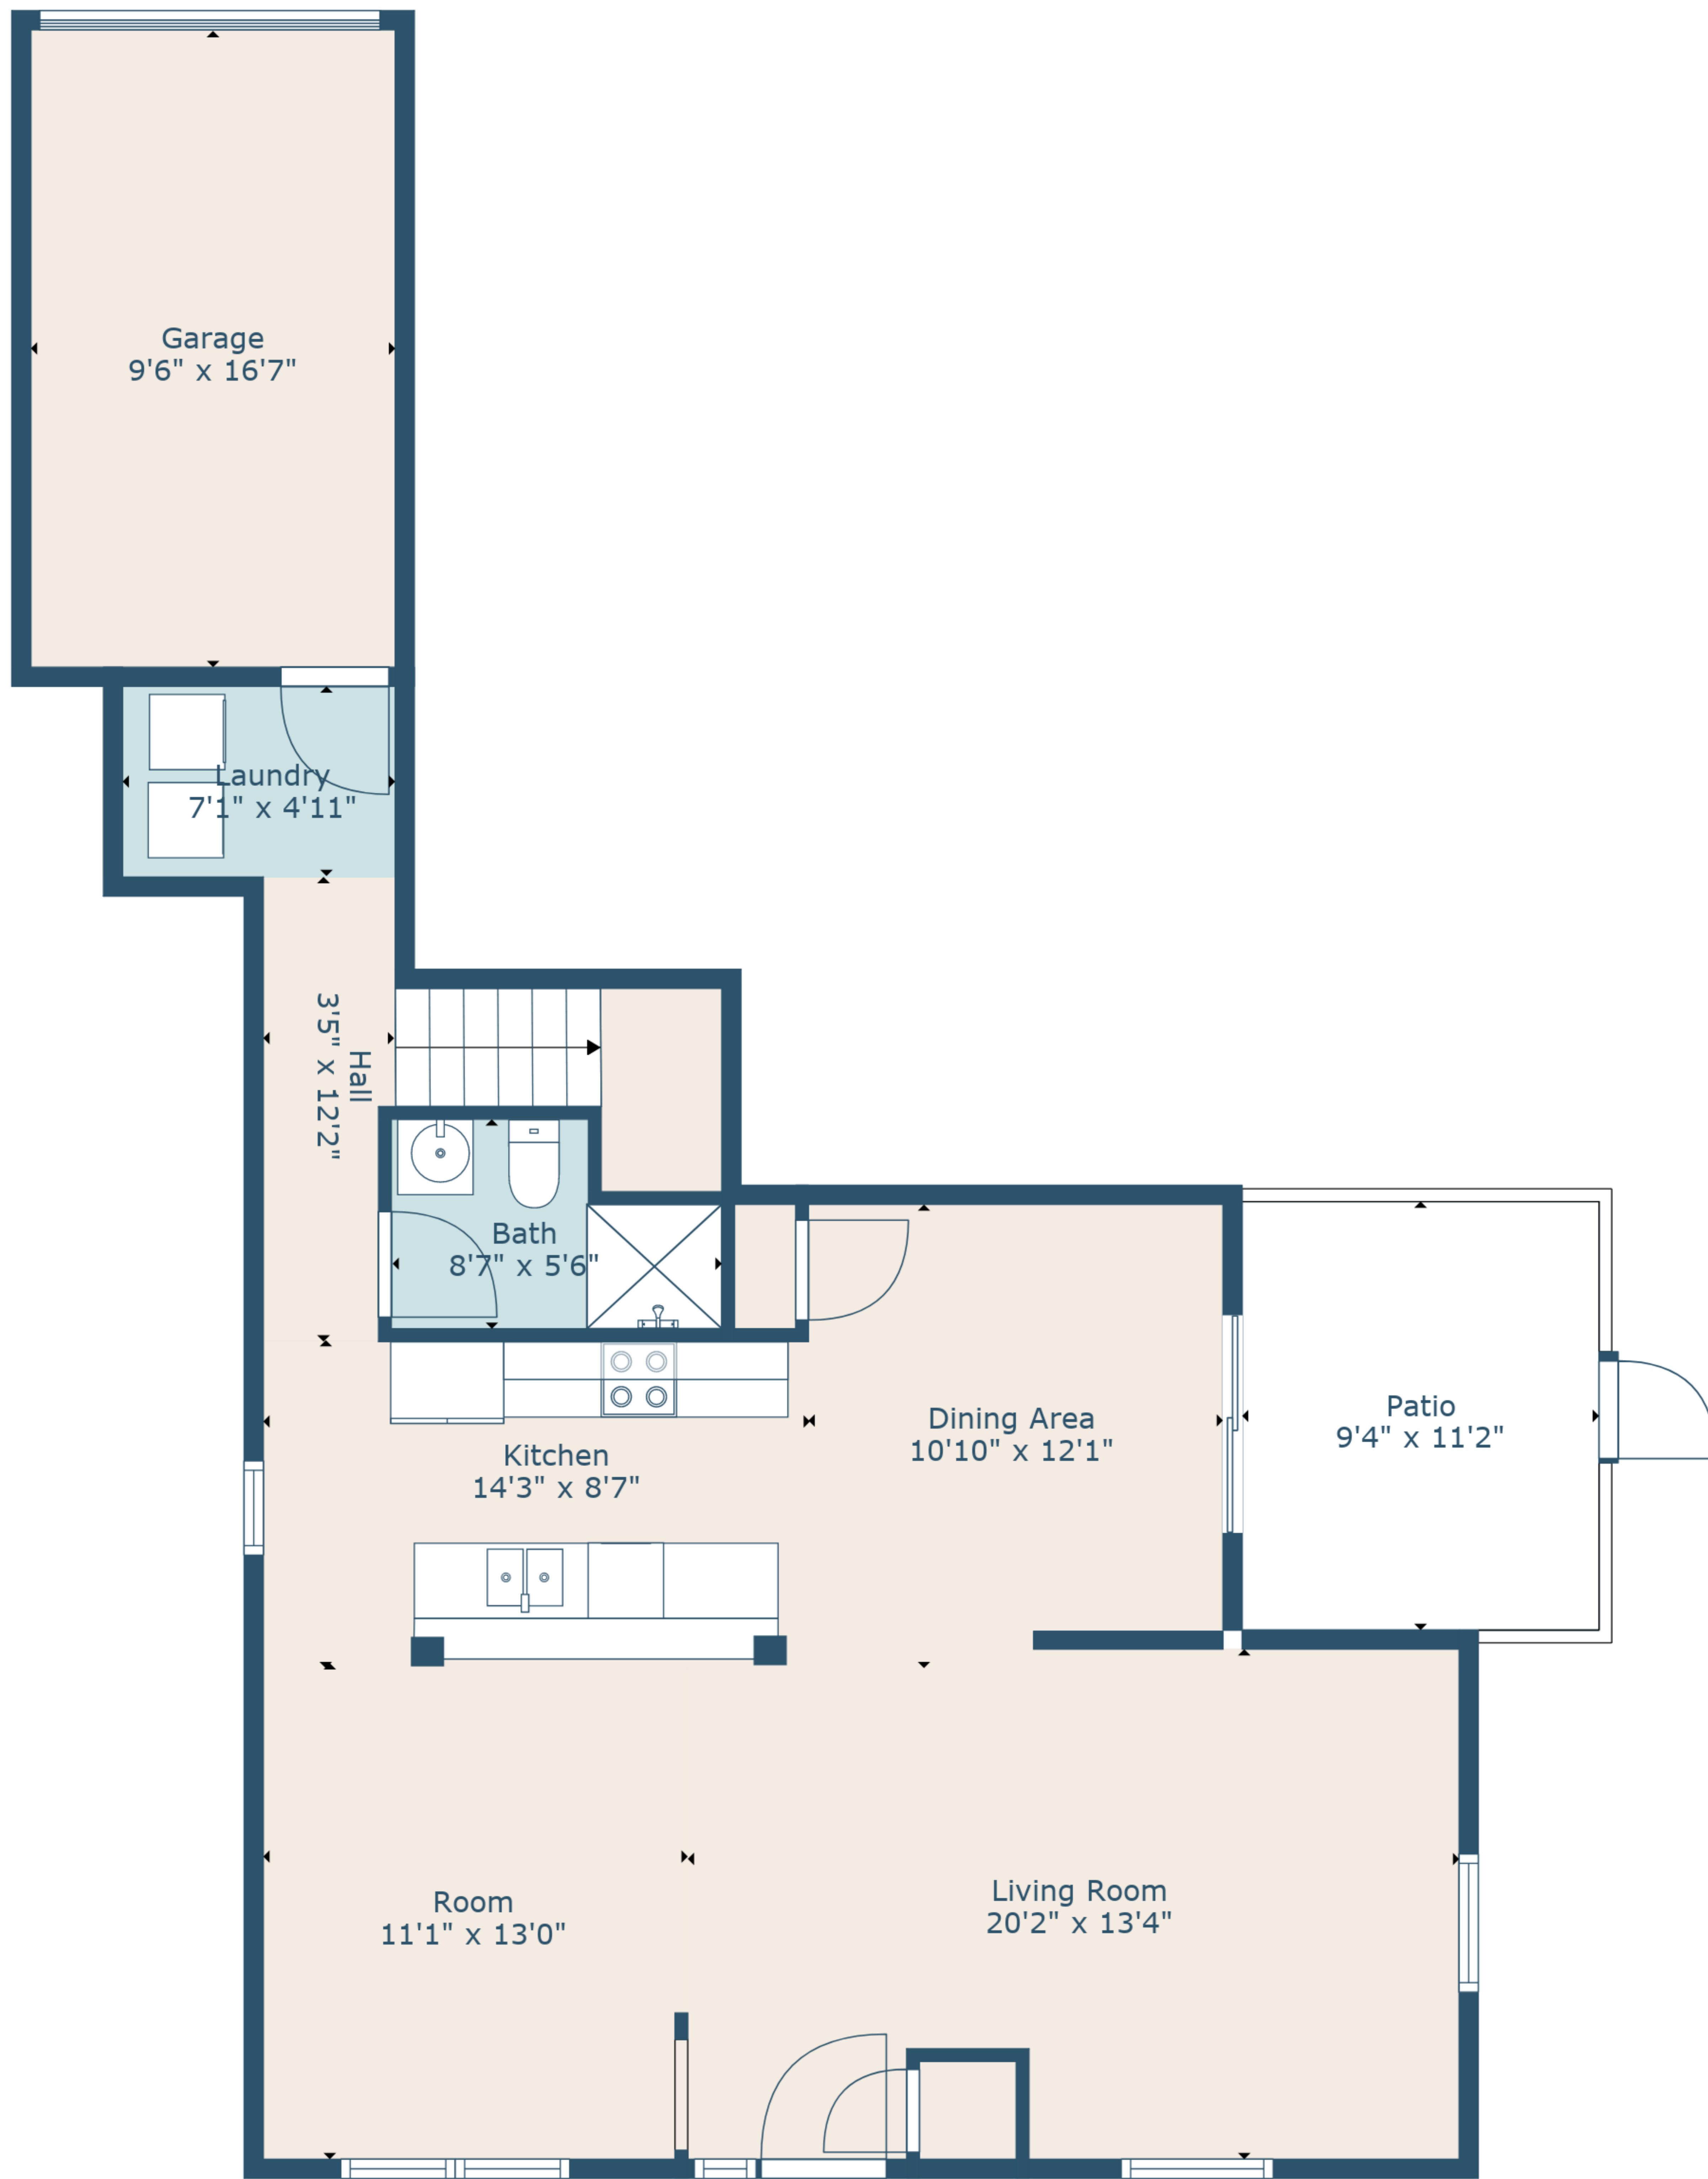 Garage
9'6" x 16'7"
Laundry
7'1" x 4'11"
Hall
3'5" x 12'2"
Bath
8'7" x 5'6"
Kitchen
14'3" x 8'7"
Dining Area
10'10" x 12'1"
Patio
9'4" x 11'2"
Room
11'1" x 13'0"
Living Room
20'2" x 13'4"